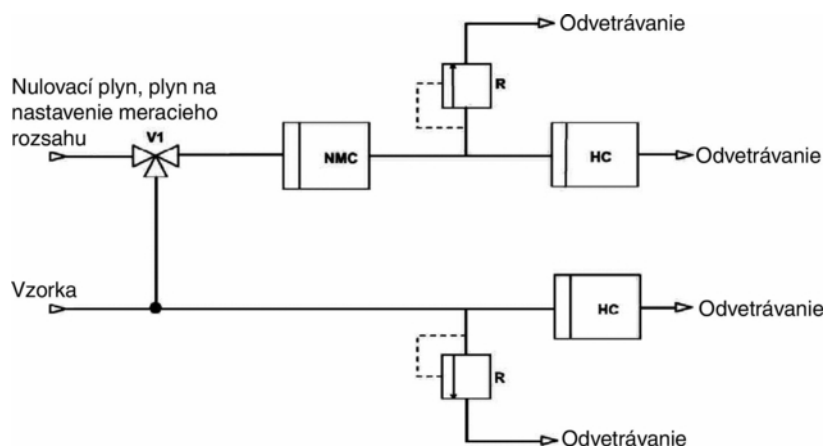 Odvetrávanie
Nulovací plyn, plyn na
nastavenie meracieho
rozsahu
V1
R
NMC
HC
Odvetrávanie
Vzorka
HC
Odvetrávanie
R
Odvetrávanie